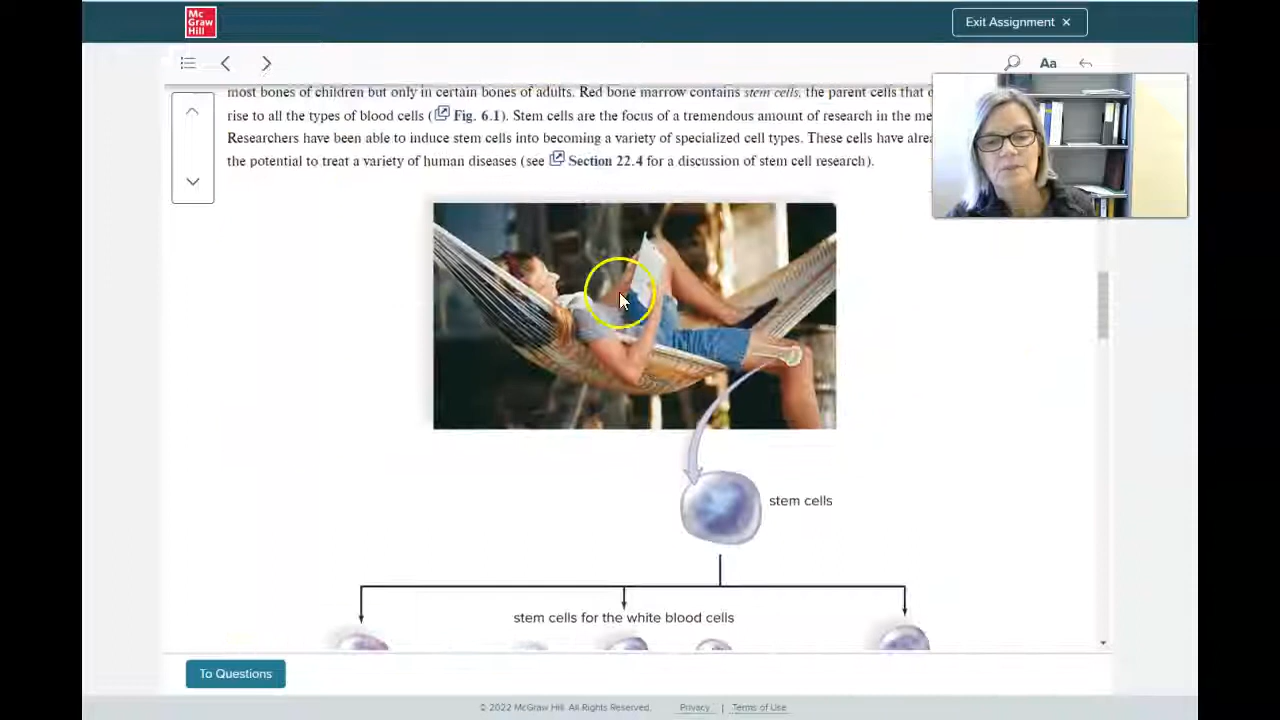 Mc
Graw
Hill
Exit Assignment ×
Aa
most bones of children but only in certain bones of adults. Red bone marrow contains stem cells, the parent cells that
rise to all the types of blood cells ( Fig. 6.1). Stem cells are the focus of a tremendous amount of research in the me
Researchers have been able to induce stem cells into becoming a variety of specialized cell types. These cells have alrea
the potential to treat a variety of human diseases (see Section 22.4 for a discussion of stem cell research).
stem cells
stem cells for the white blood cells
To Questions
© 2022 McGraw Hill. All Rights Reserved. Privacy | Terms of Use